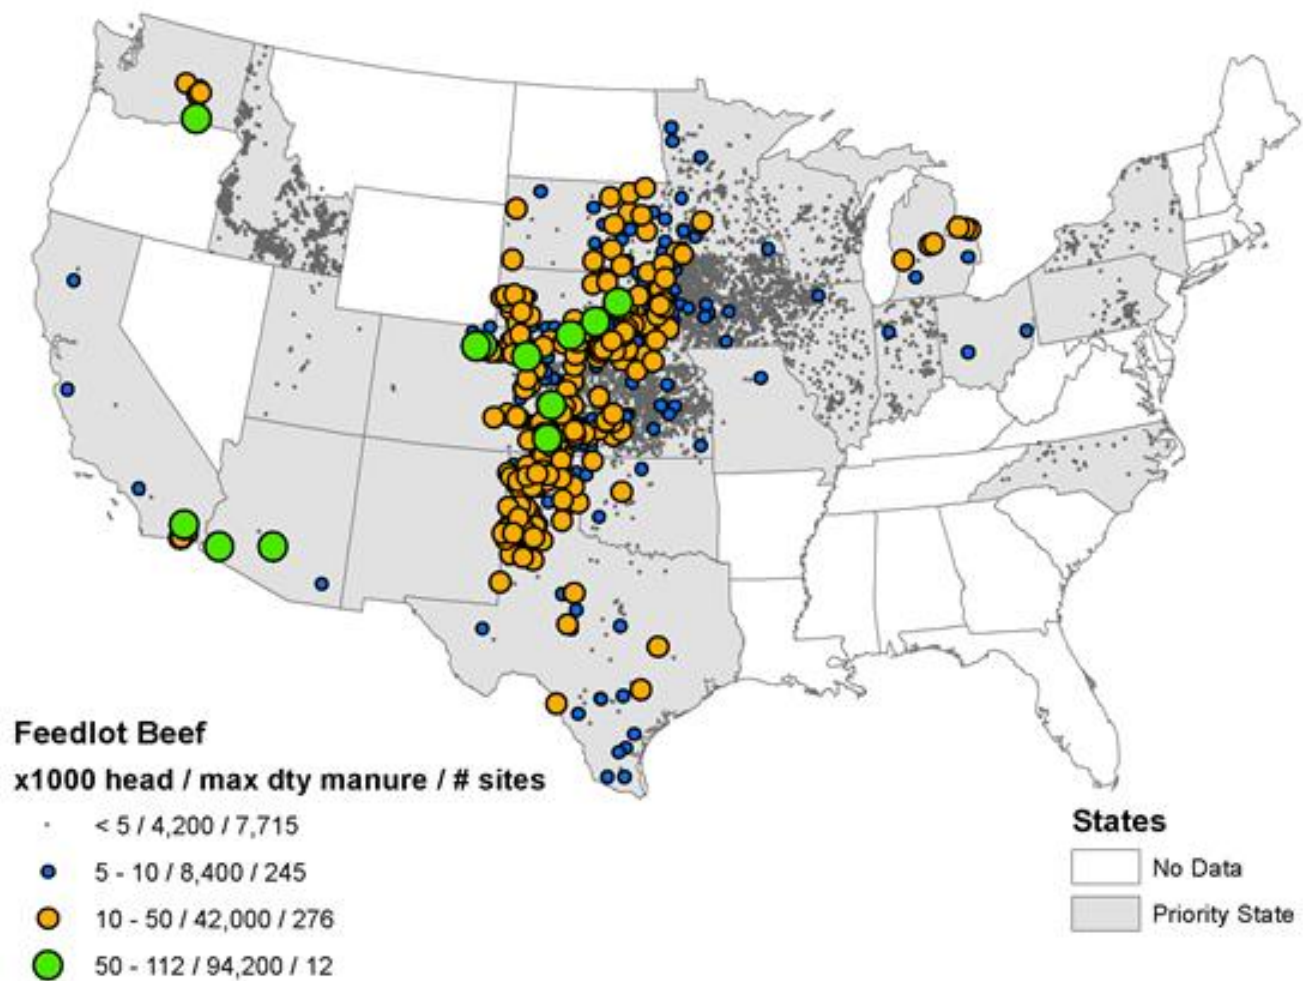 Feedlot Beef
x1000 head / max dty manure / # sites
< 5 / 4,200 / 7,715
5 - 10 / 8,400 / 245
10 - 50 / 42,000 / 276
50 - 112 / 94,200 / 12
States
No Data
Priority State